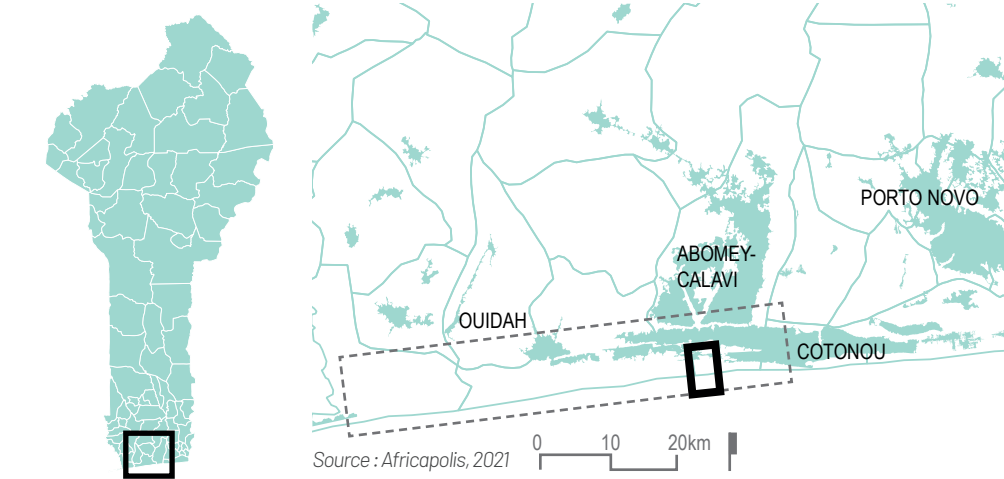 PORTO NOVO
ABOMEY-
CALAVI
OUIDAH
COTONOU
0 10 20km
Source : Africapolis, 2021